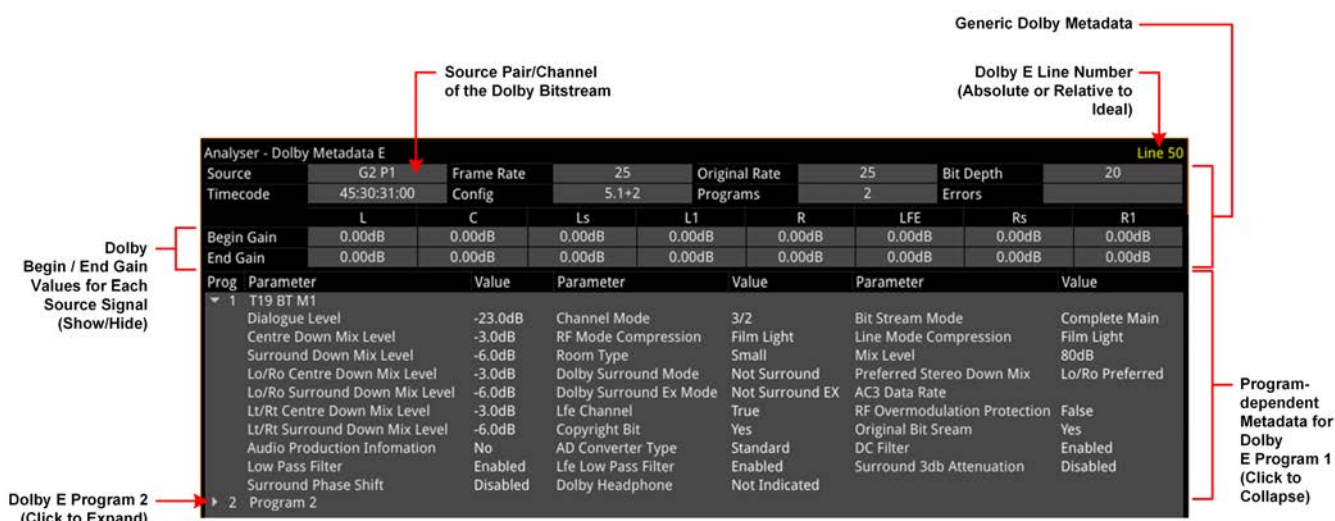 Generic Dolby Metadata
Source Pair/Channel
of the Dolby Bitstream
Dolby E Line Number
(Absolute or Relative to
Ideal)
Analyser - Dolby Metadata E Line 50
Source G2 P1 Frame Rate 25 Original Rate 25 Bit Depth 20
Timecode 45:30:31:00 Config 5.1+2 Programs 2 Errors
L C Ls L1 R LFE Rs R1
Begin Gain 0.00dB 0.00dB 0.00dB 0.00dB 0.00dB 0.00dB 0.00dB 0.00dB
End Gain 0.00dB 0.00dB 0.00dB 0.00dB 0.00dB 0.00dB 0.00dB 0.00dB
Dolby
Begin / End Gain
Values for Each
Source Signal
(Show/Hide)
Prog Parameter Value Parameter Value Parameter Value
1 T19 BT M1
Dialogue Level -23.0dB Channel Mode 3/2 Bit Stream Mode Complete Main
Centre Down Mix Level -3.0dB RF Mode Compression Film Light Line Mode Compression Film Light
Surround Down Mix Level -6.0dB Room Type Small Mix Level 80dB
Lo/Ro Centre Down Mix Level -3.0dB Dolby Surround Mode Not Surround Preferred Stereo Down Mix Lo/Ro Preferred
Lo/Ro Surround Down Mix Level -6.0dB Dolby Surround Ex Mode Not Surround EX AC3 Data Rate
Lt/Rt Centre Down Mix Level -3.0dB Lfe Channel True RF Overmodulation Protection False
Lt/Rt Surround Down Mix Level -6.0dB Copyright Bit Yes Original Bit Sream Yes
Audio Production Infomation No AD Converter Type Standard DC Filter Enabled
Low Pass Filter Enabled Lfe Low Pass Filter Enabled Surround 3db Attenuation Disabled
Surround Phase Shift Disabled Dolby Headphone Not Indicated
2 Program 2
Program-
dependent
Metadata for
Dolby
E Program 1
(Click to
Collapse)
Dolby E Program 2
(Click to Expand)